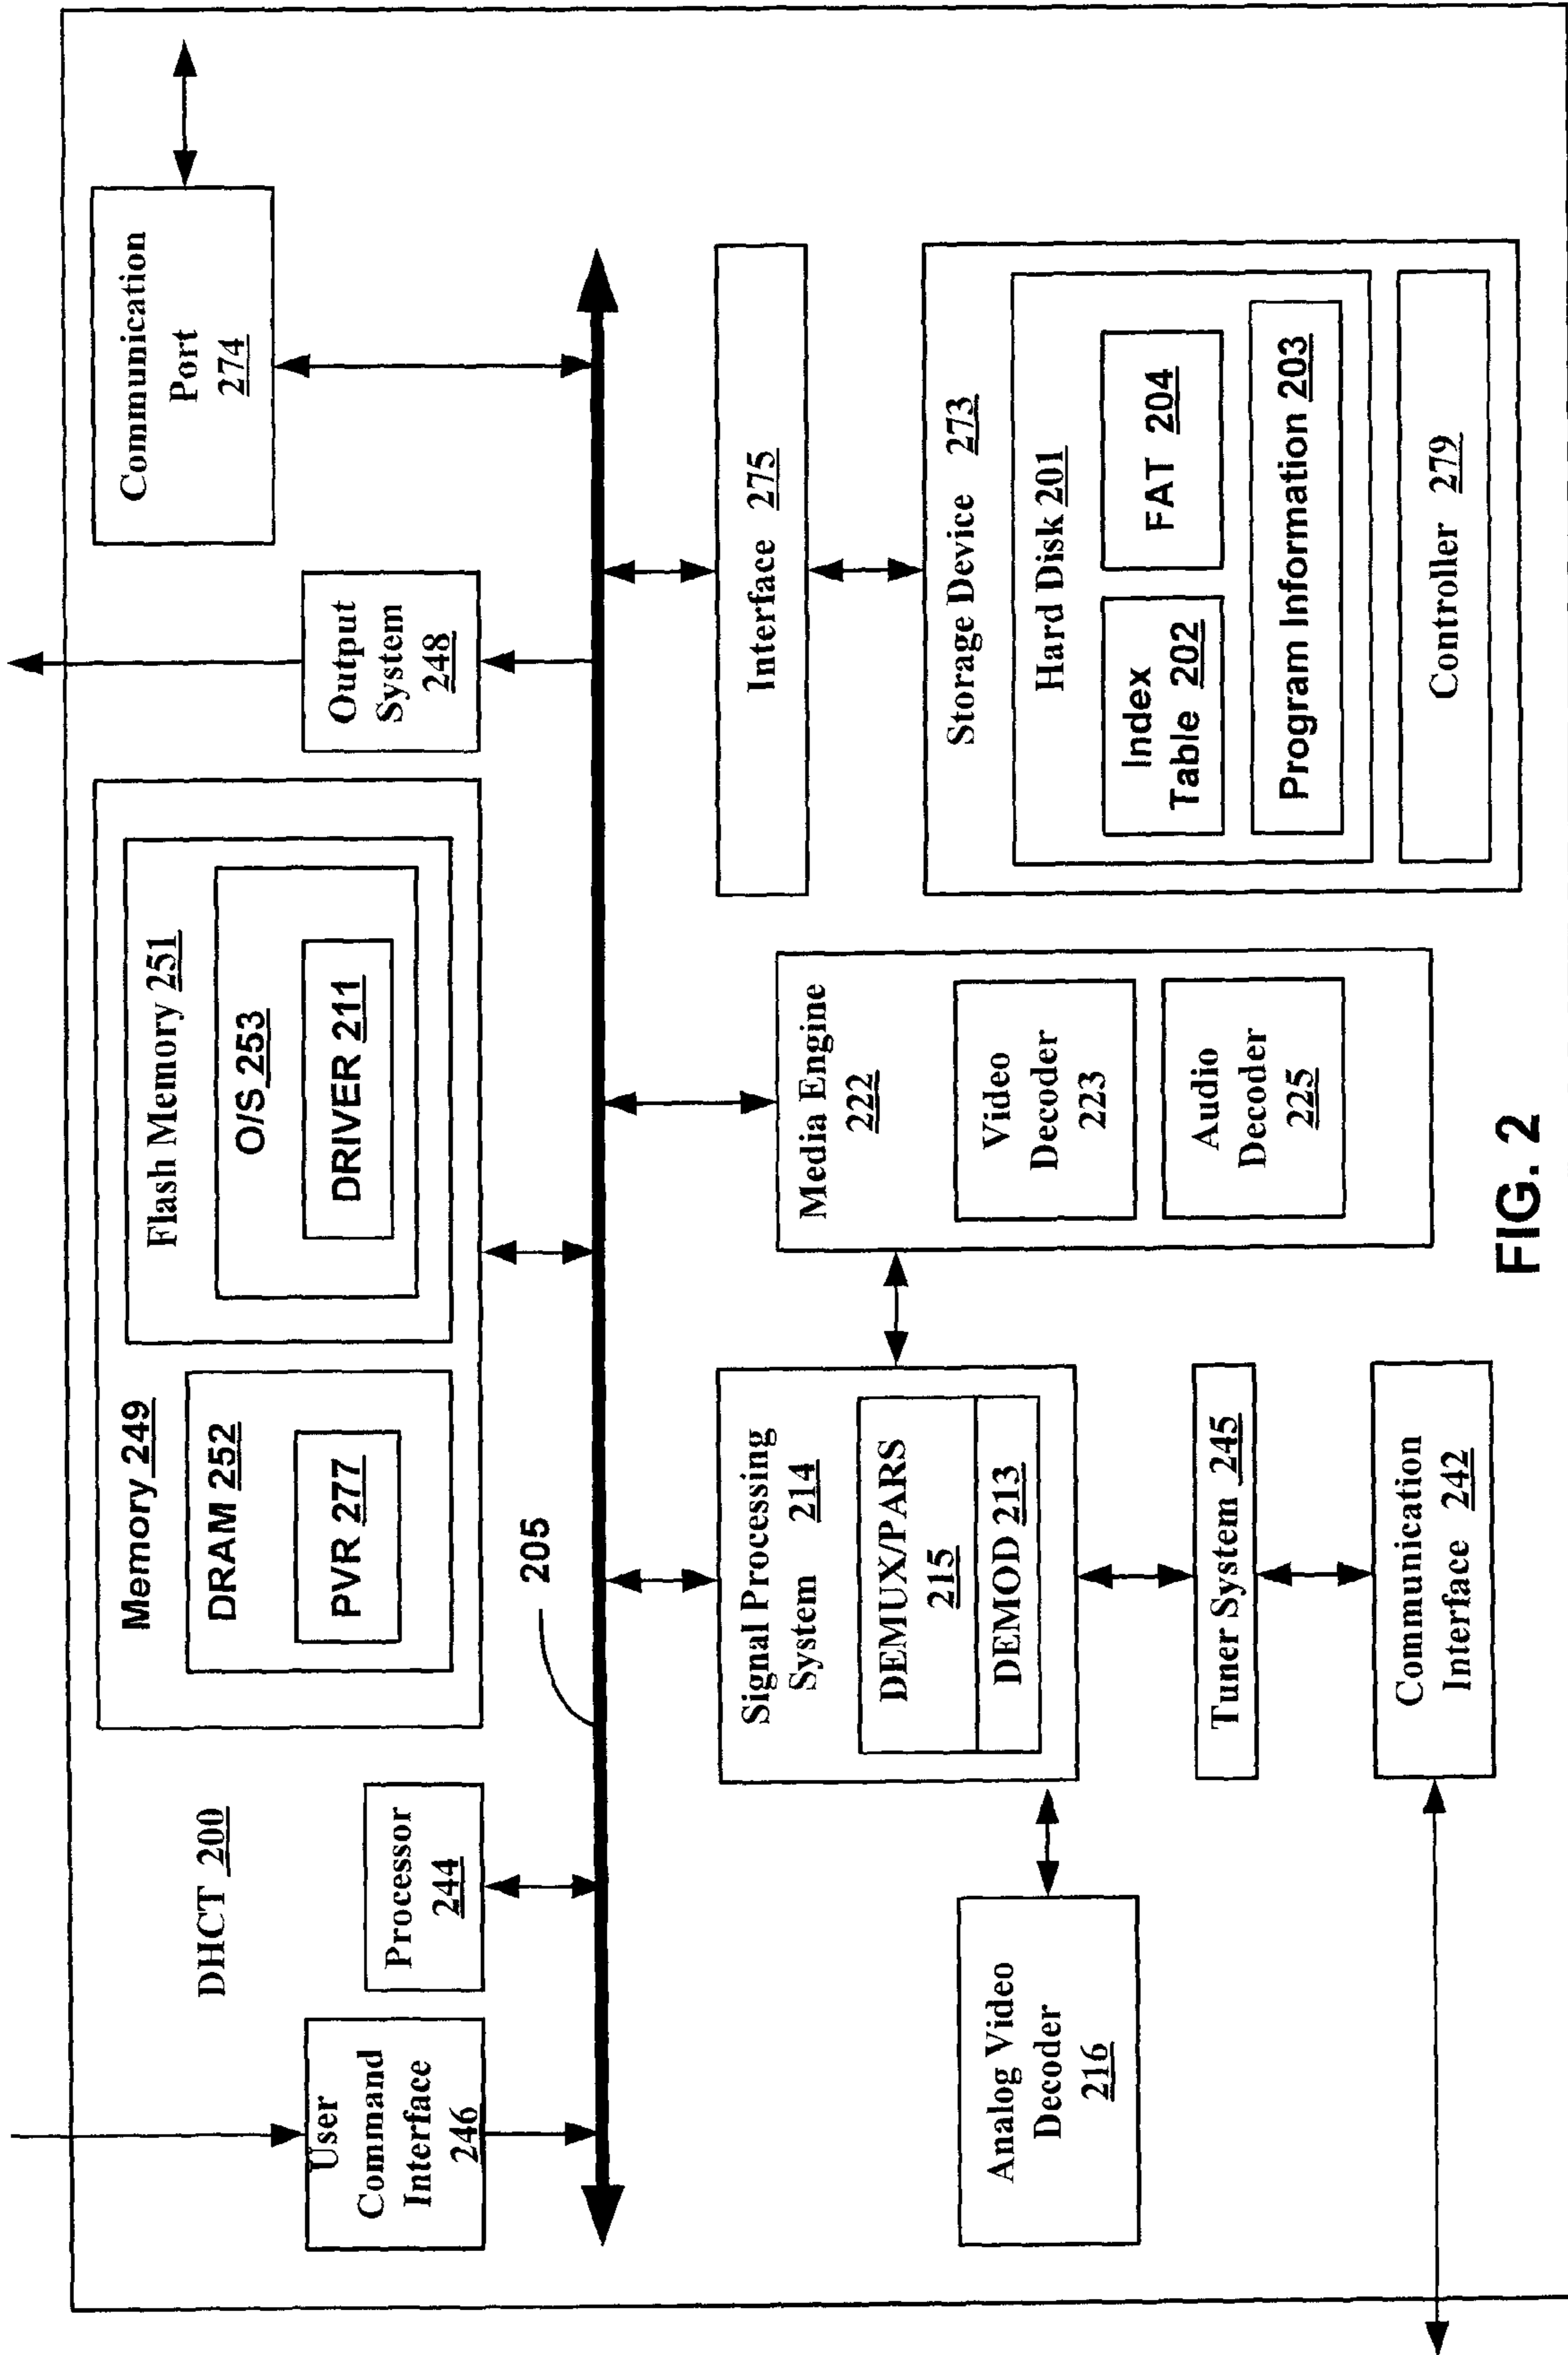 DHCT 200
User
Command
Interface
246
Processor
244
Memory 249
DRAM 252
PVR 277
Flash Memory 251
O/S 253
DRIVER 211
Output
System
248
Communication
Port
274
205
Signal Processing
System 214
DEMUX/PARS
215
DEMOD 213
Tuner System 245
Communication
Interface 242
Analog Video
Decoder
216
Media Engine
222
Video
Decoder
223
Audio
Decoder
225
Interface 275
Storage Device 273
Hard Disk 201
Index
Table 202
FAT 204
Program Information 203
Controller 279
FIG. 2